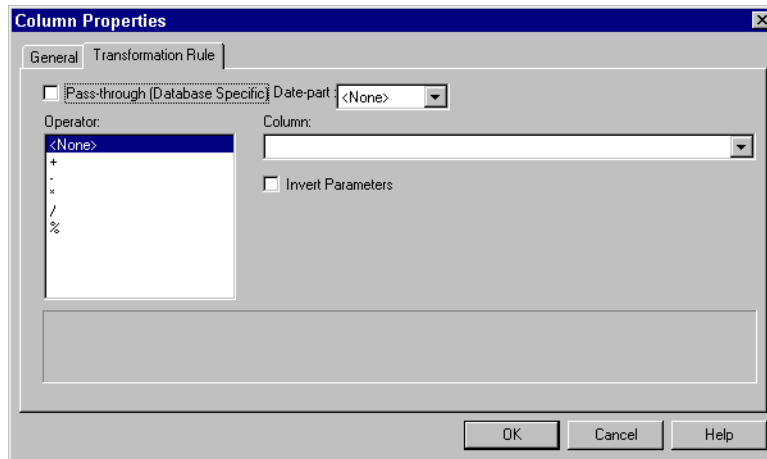 Column Properties
General Transformation Rule
Pass-through (Database Specific) Date-part : <None>
Operator: Column:
<None>
+
-
*
/
%
Invert Parameters
OK Cancel Help